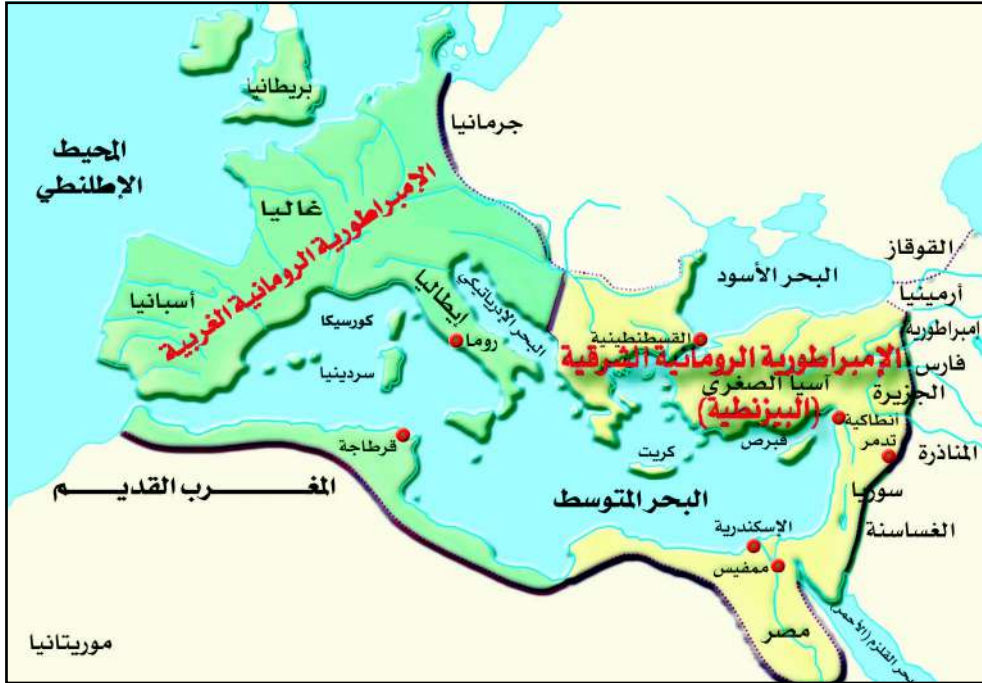 بريطانيا
جرمانيا
المحيط
الإطلنطي
غاليا
الإمبراطورية الرومانية الغربية
القوقاز
البحر الأسود
أرمينيا
أسبانيا
إيطاليا
البحر الإدرياتيكي
كورسيكا
روما
القسطنطينية
امبراطورية
فارس
الإمبراطورية الرومانية الشرقية
سردينيا
آسيا الصغرى
الجزيرة
(البيزنطية)
أنطاكية
قرطاجة
كريت
قبرص
تدمر
المناذرة
المغرب القديم
البحر المتوسط
سوريا
الغساسنة
الإسكندرية
ممفيس
مصر
بحر القلزم (الأحمر)
موريتانيا